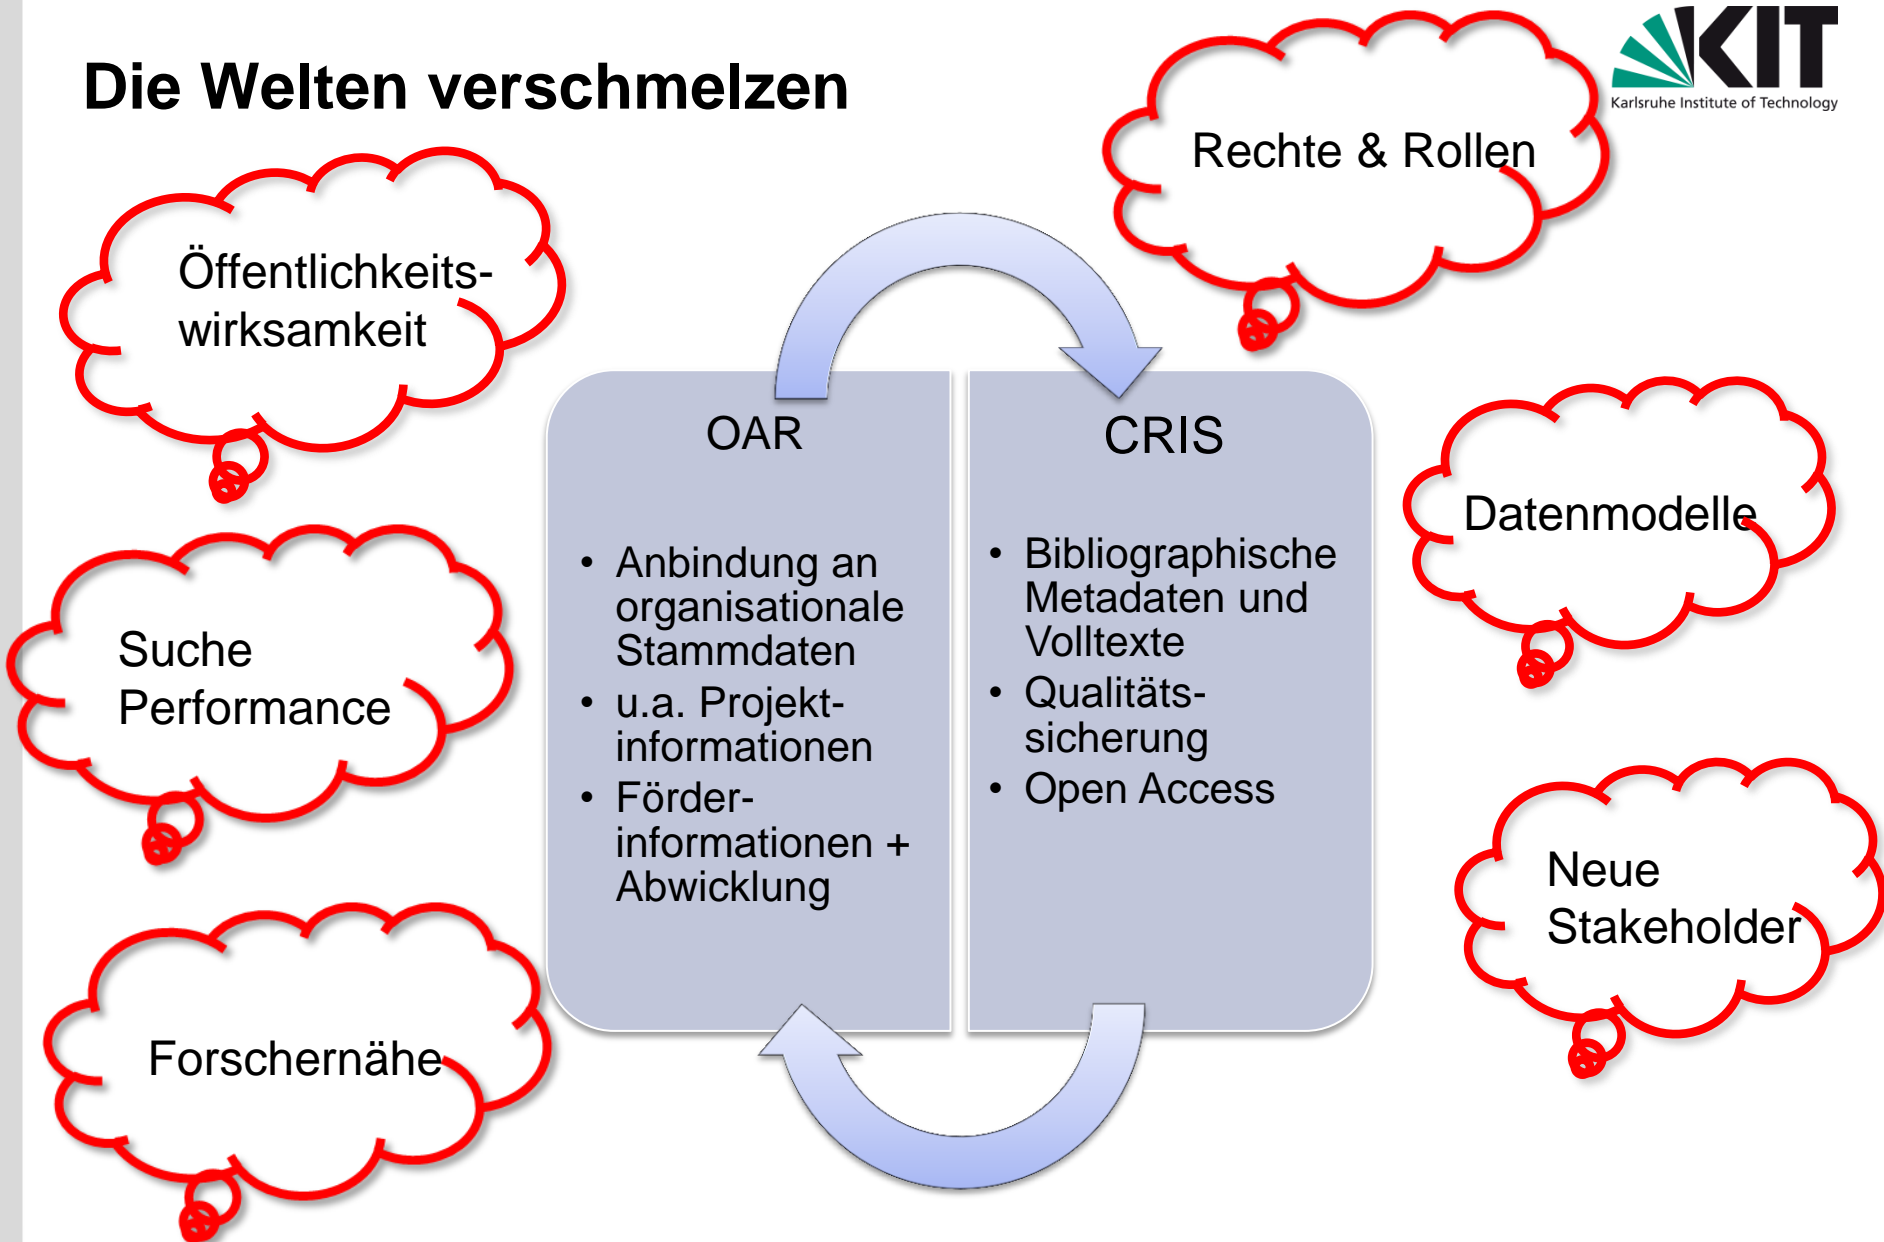 Die Welten verschmelzen
KIT
Karlsruhe Institute of Technology
Rechte & Rollen
Öffentlichkeits-
wirksamkeit
Suche
Performance
Forschernähe
OAR
• Anbindung an
organisationale
Stammdaten
• u.a. Projekt-
informationen
• Förder-
informationen +
Abwicklung
CRIS
• Bibliographische
Metadaten und
Volltexte
• Qualitäts-
sicherung
• Open Access
Datenmodelle
Neue
Stakeholder